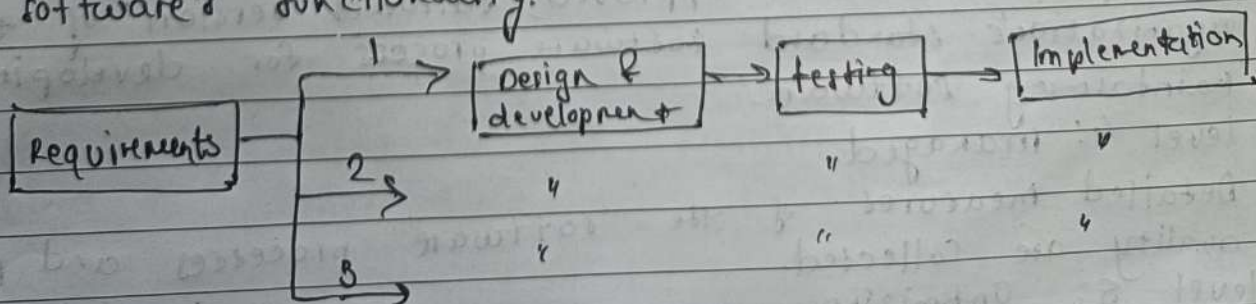 software's functionality.
1
Design &
development
testing
Implementation
Requirements
2
"
"
"
"
"
"
3